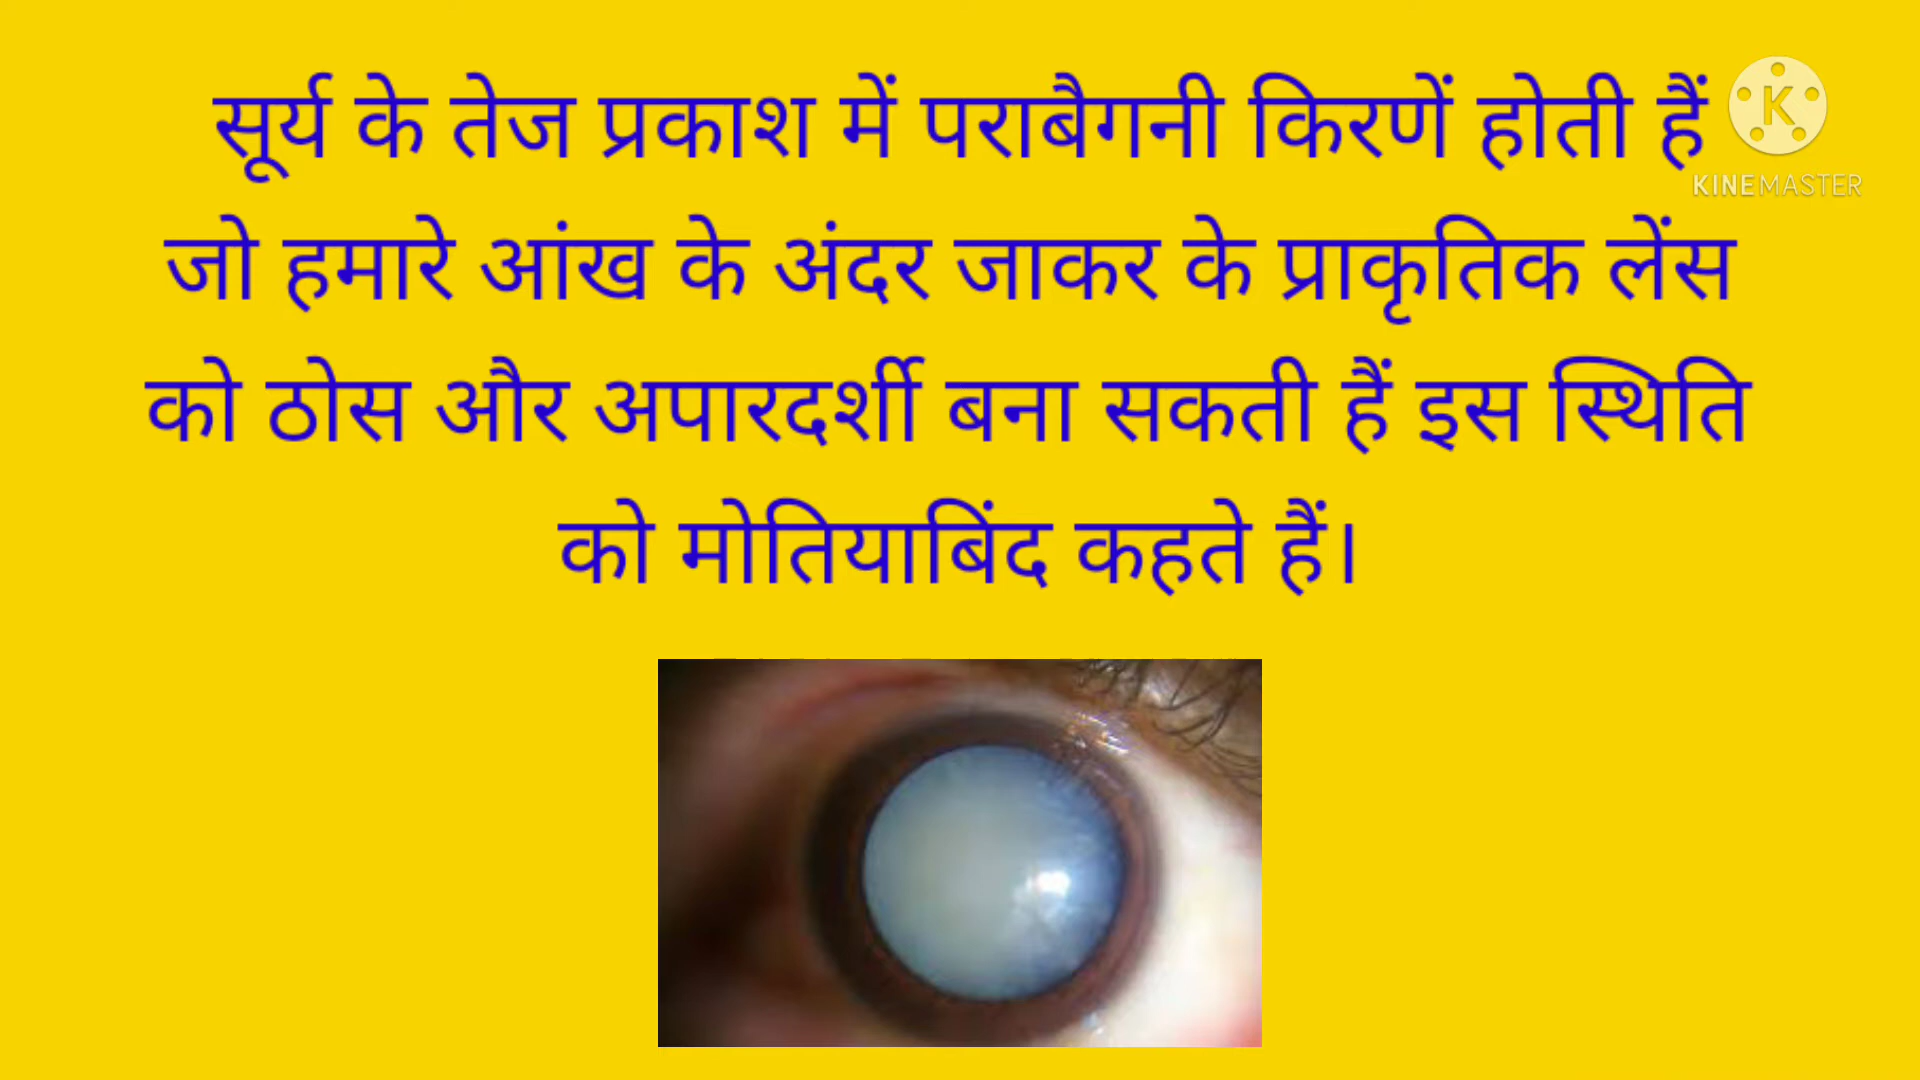 सूर्य के तेज प्रकाश में पराबैगनी किरणें होती हैं
जो हमारे आंख के अंदर जाकर के प्राकृतिक लेंस
को ठोस और अपारदर्शी बना सकती हैं इस स्थिति
को मोतियाबिंद कहते हैं।
K
KINEMASTER